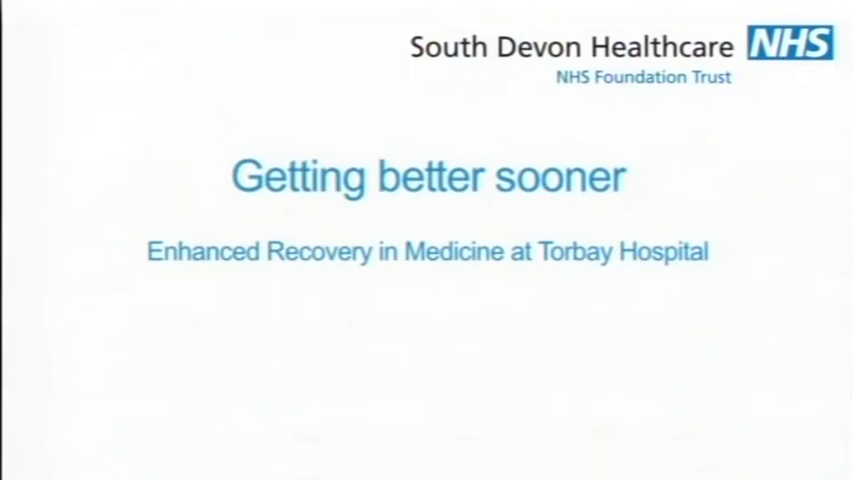 South Devon Healthcare NHS
NHS Foundation Trust
Getting better sooner
Enhanced Recovery in Medicine at Torbay Hospital